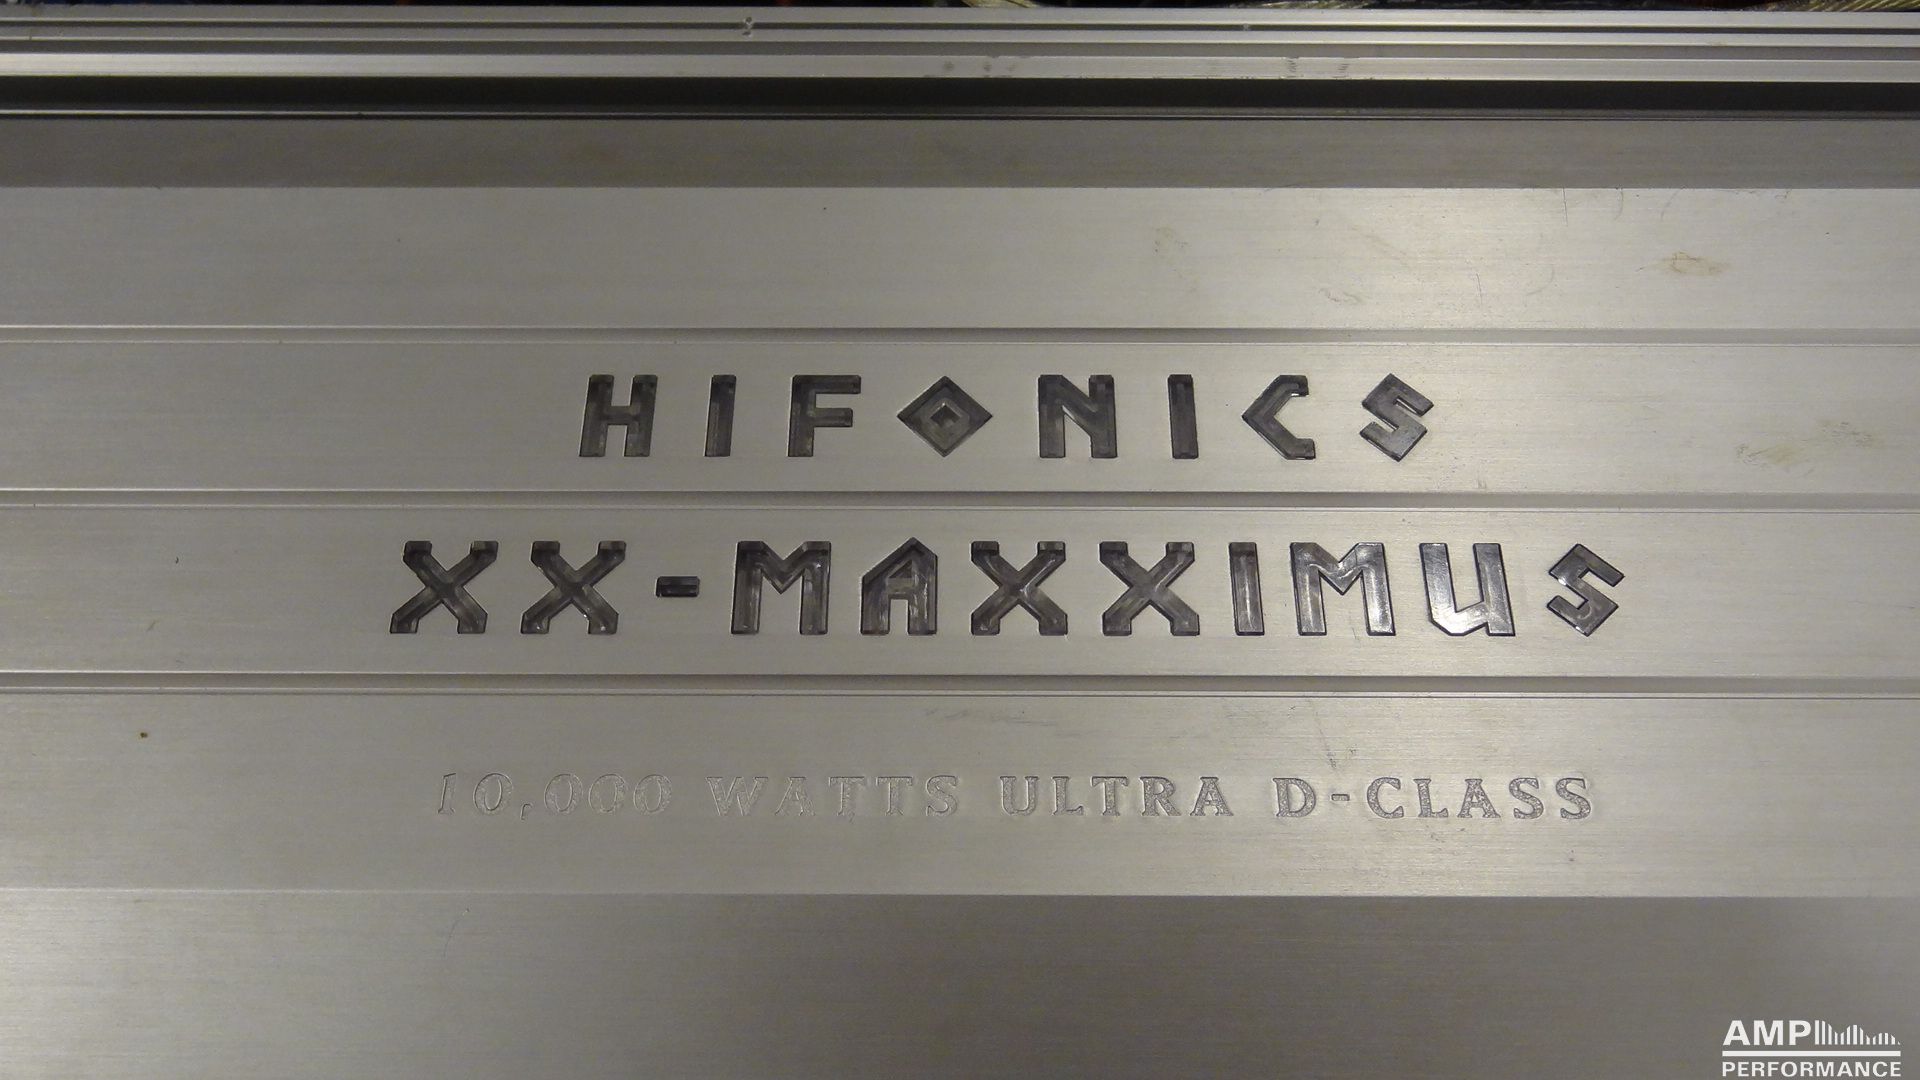 HIFONICS
XX-MAXXIMUS
10,000 WATTS ULTRA D-CLASS
AMP
PERFORMANCE